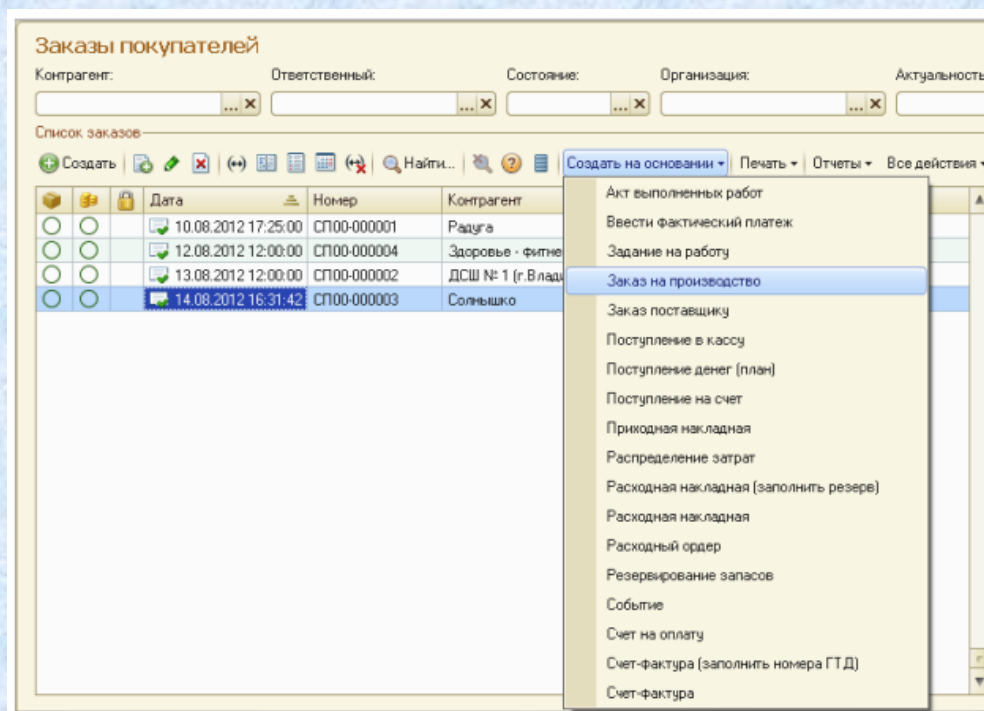 Заказы покупателей
Контрагент: Ответственный: Состояние: Организация: Актуальность
... x ... x ... x ... x
Список заказов
Создать Найти... Создать на основании Печать Отчеты Все действия
Дата Номер Контрагент
10.08.2012 17:25:00 СП00-000001 Радуга
12.08.2012 12:00:00 СП00-000004 Здоровье - фитне
13.08.2012 12:00:00 СП00-000002 ДСШ № 1 (г.Влади
14.08.2012 16:31:42 СП00-000003 Солнышко
Акт выполненных работ
Ввести фактический платеж
Задание на работу
Заказ на производство
Заказ поставщику
Поступление в кассу
Поступление денег (план)
Поступление на счет
Приходная накладная
Распределение затрат
Расходная накладная (заполнить резерв)
Расходная накладная
Расходный ордер
Резервирование запасов
Событие
Счет на оплату
Счет-фактура (заполнить номера ГТД)
Счет-фактура